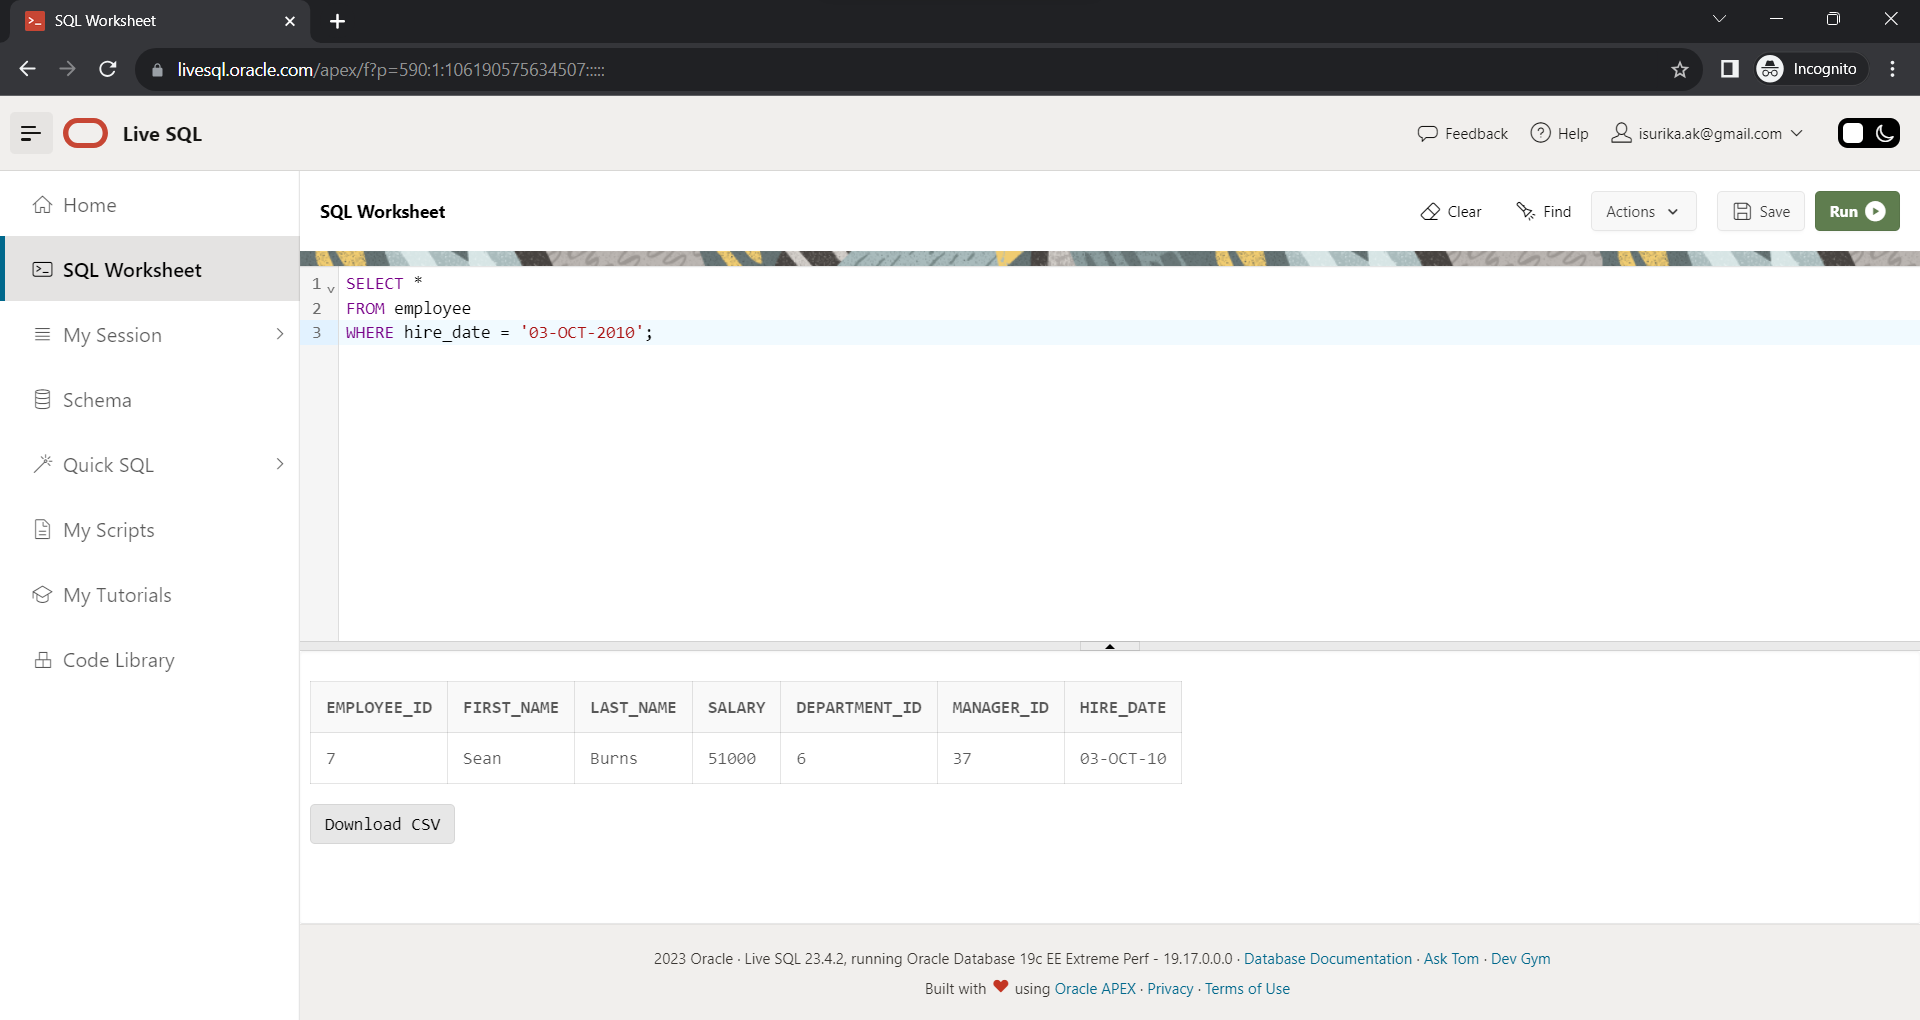 SQL Worksheet
livesql.oracle.com/apex/f?p=590:1:106190575634507:::::
Incognito
Live SQL
Feedback
Help
isurika.ak@gmail.com
Home
SQL Worksheet
My Session
Schema
Quick SQL
My Scripts
My Tutorials
Code Library
SQL Worksheet
Clear
Find
Actions
Save
Run
1 SELECT *
2 FROM employee
3 WHERE hire_date = '03-OCT-2010';
EMPLOYEE_ID FIRST_NAME LAST_NAME SALARY DEPARTMENT_ID MANAGER_ID HIRE_DATE
7 Sean Burns 51000 6 37 03-OCT-10
Download CSV
2023 Oracle · Live SQL 23.4.2, running Oracle Database 19c EE Extreme Perf - 19.17.0.0.0 · Database Documentation · Ask Tom · Dev Gym
Built with ❤ using Oracle APEX · Privacy · Terms of Use